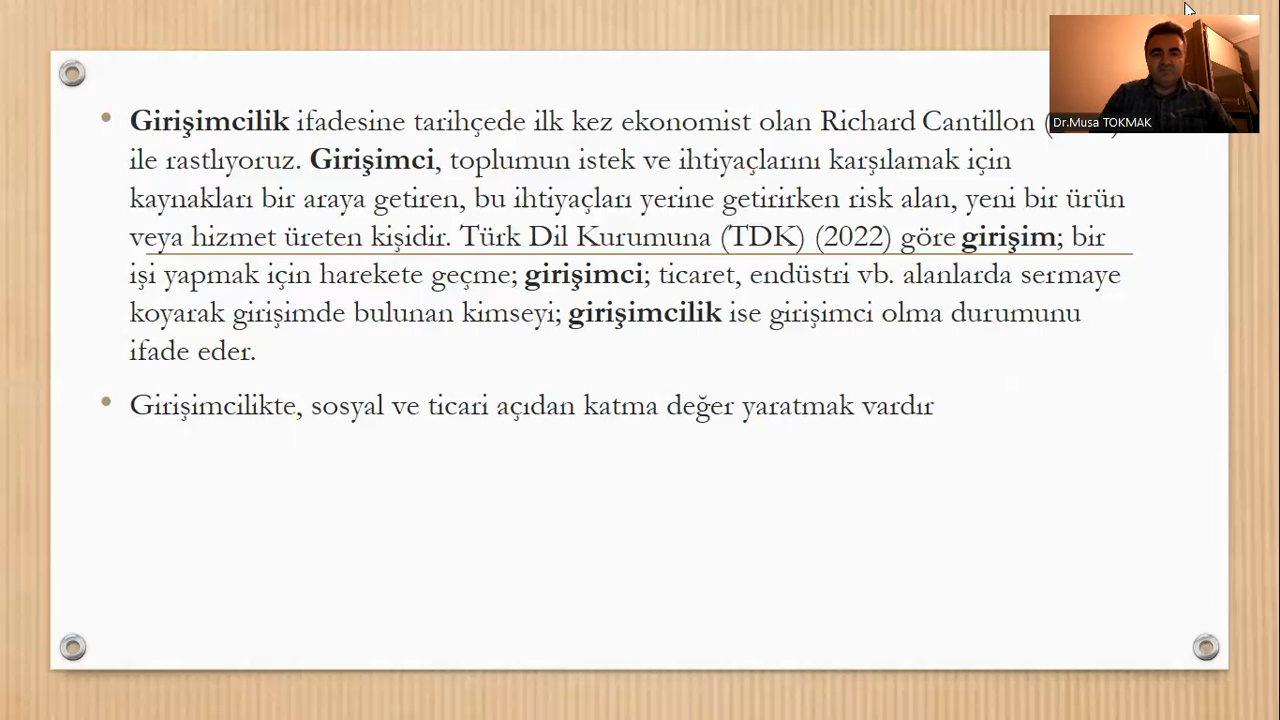 Girişimcilik ifadesine tarihçede ilk kez ekonomist olan Richard Cantillon (
ile rastlıyoruz. Girişimci, toplumun istek ve ihtiyaçlarını karşılamak için
kaynakları bir araya getiren, bu ihtiyaçları yerine getirirken risk alan, yeni bir ürün
veya hizmet üreten kişidir. Türk Dil Kurumuna (TDK) (2022) göre girişim; bir
işi yapmak için harekete geçme; girişimci; ticaret, endüstri vb. alanlarda sermaye
koyarak girişimde bulunan kimseyi; girişimcilik ise girişimci olma durumunu
ifade eder.
Girişimcilikte, sosyal ve ticari açıdan katma değer yaratmak vardır
Dr.Musa TOKMAK